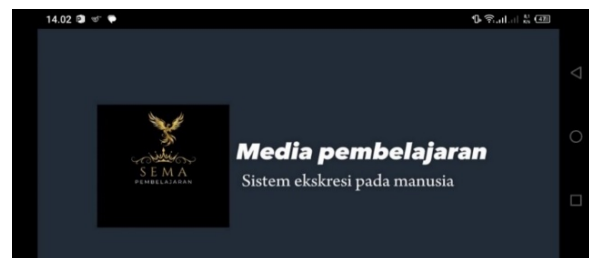 14.02
SEMA
PEMBELAJARAN
Media pembelajaran
Sistem ekskresi pada manusia